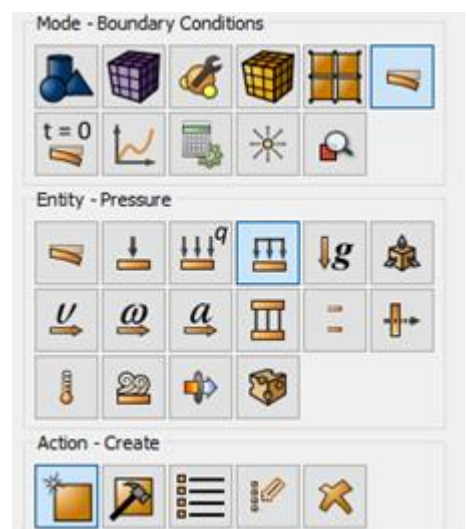 Mode - Boundary Conditions
t = 0
Entity - Pressure
q
g
υ ω a
Action - Create